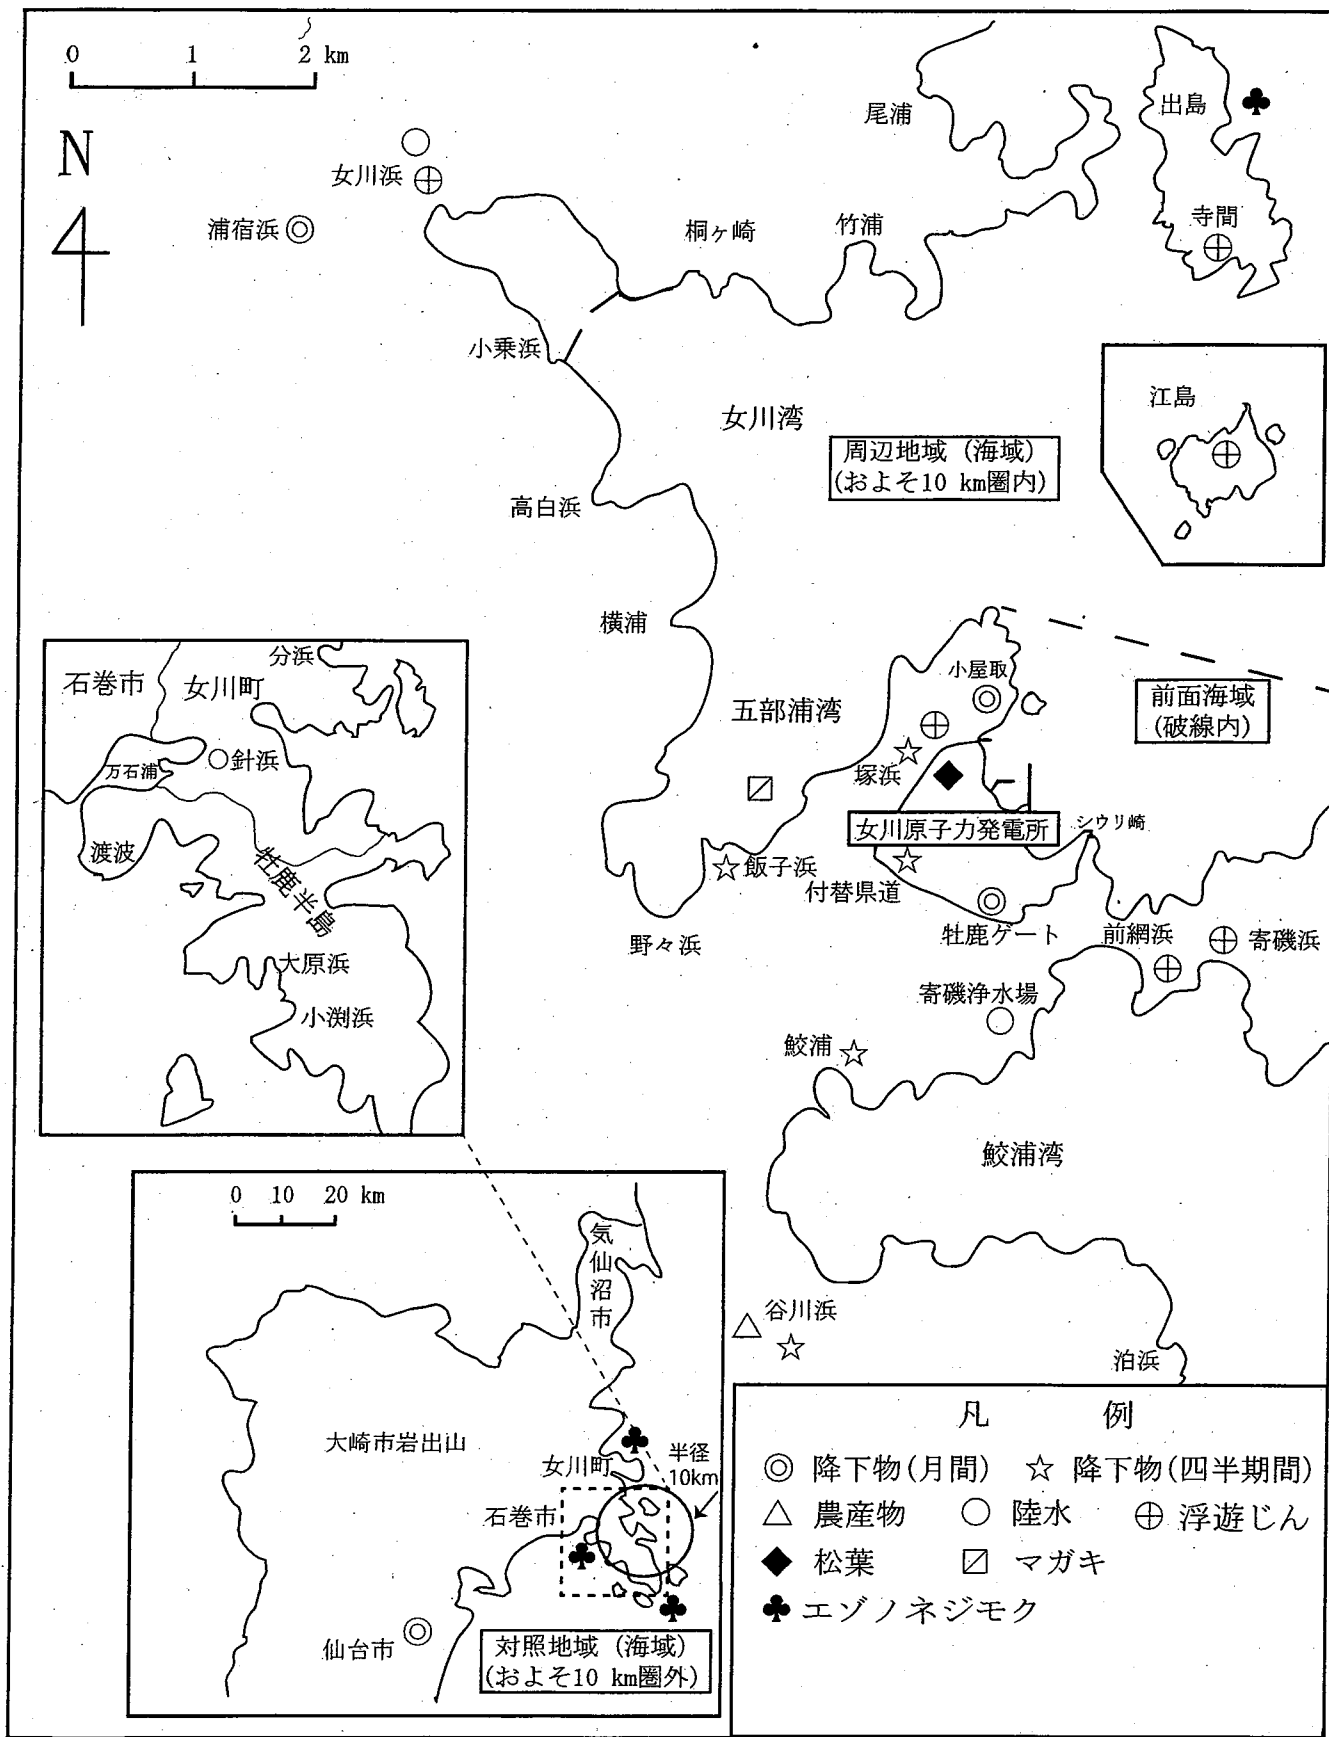 0 1 2 km
N
尾浦
出島
女川浜
浦宿浜
桐ヶ崎
竹浦
寺間
小乗浜
江島
女川湾
周辺地域(海域)
(およそ10 km圏内)
高白浜
横浦
小屋取
前面海域
(破線内)
五部浦湾
塚浜
女川原子力発電所
シウリ崎
飯子浜
付替県道
野々浜
牡鹿ゲート
前網浜
寄磯浜
寄磯浄水場
鮫浦
鮫浦湾
谷川浜
泊浜
分浜
石巻市
女川町
万石浦
針浜
渡波
牡鹿半島
大原浜
小渕浜
0 10 20 km
気仙沼市
大崎市岩出山
女川町
半径
10km
石巻市
仙台市
対照地域(海域)
(およそ10 km圏外)
凡 例
◎ 降下物(月間) ☆ 降下物(四半期間)
△ 農産物 ○ 陸水 ⊕ 浮遊じん
◆ 松葉 〼 マガキ
♣ エゾノネジモク